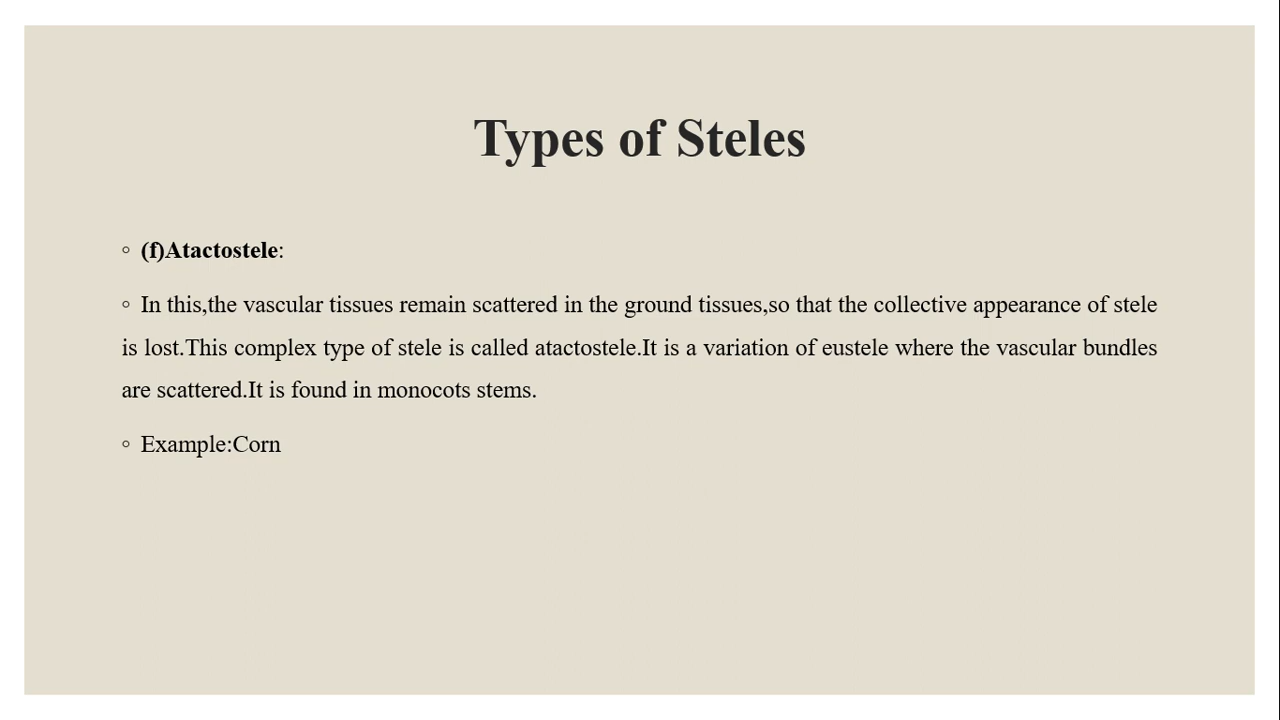 Types of Steles
◦ (f)Atactostele:
◦ In this,the vascular tissues remain scattered in the ground tissues,so that the collective appearance of stele
is lost.This complex type of stele is called atactostele.It is a variation of eustele where the vascular bundles
are scattered.It is found in monocots stems.
◦ Example:Corn